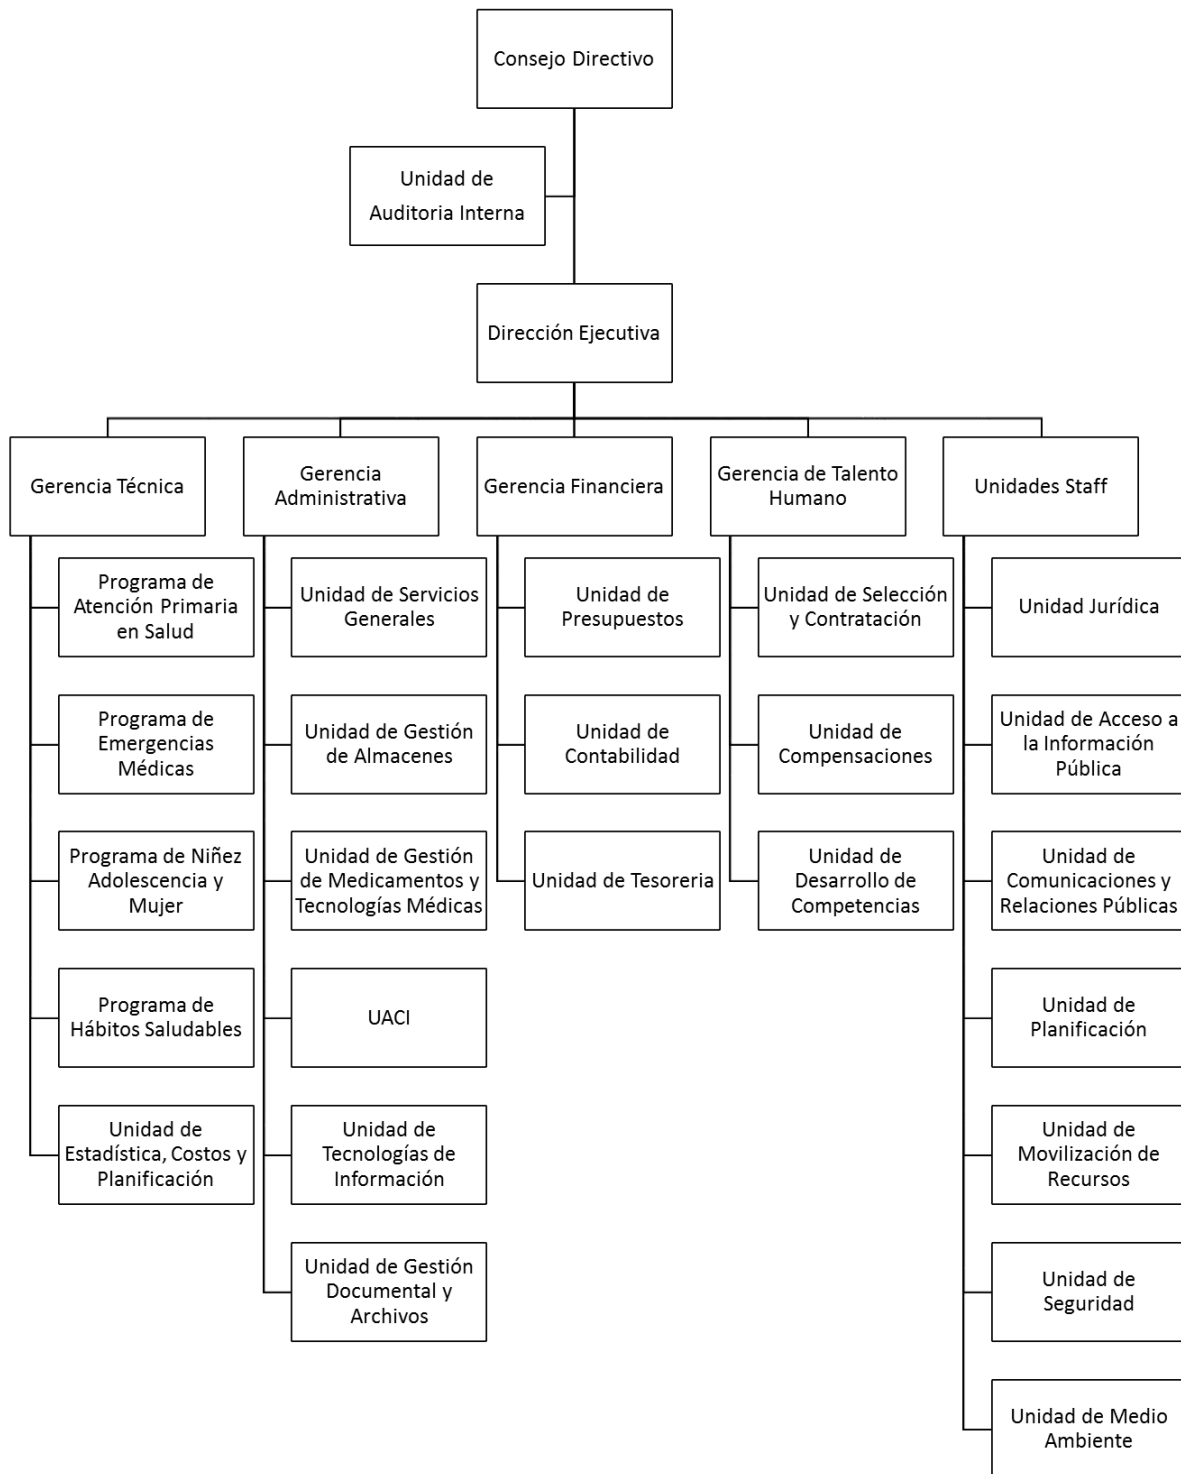 Consejo Directivo
Unidad de
Auditoria Interna
Dirección Ejecutiva
Gerencia Técnica
Gerencia
Administrativa
Gerencia Financiera
Gerencia de Talento
Humano
Unidades Staff
Programa de
Atención Primaria
en Salud
Programa de
Emergencias
Médicas
Programa de Niñez
Adolescencia y
Mujer
Programa de
Hábitos Saludables
Unidad de
Estadística, Costos y
Planificación
Unidad de Servicios
Generales
Unidad de Gestión
de Almacenes
Unidad de Gestión
de Medicamentos y
Tecnologías Médicas
UACI
Unidad de
Tecnologías de
Información
Unidad de Gestión
Documental y
Archivos
Unidad de
Presupuestos
Unidad de
Contabilidad
Unidad de Tesoreria
Unidad de Selección
y Contratación
Unidad de
Compensaciones
Unidad de
Desarrollo de
Competencias
Unidad Jurídica
Unidad de Acceso a
la Información
Pública
Unidad de
Comunicaciones y
Relaciones Públicas
Unidad de
Planificación
Unidad de
Movilización de
Recursos
Unidad de
Seguridad
Unidad de Medio
Ambiente